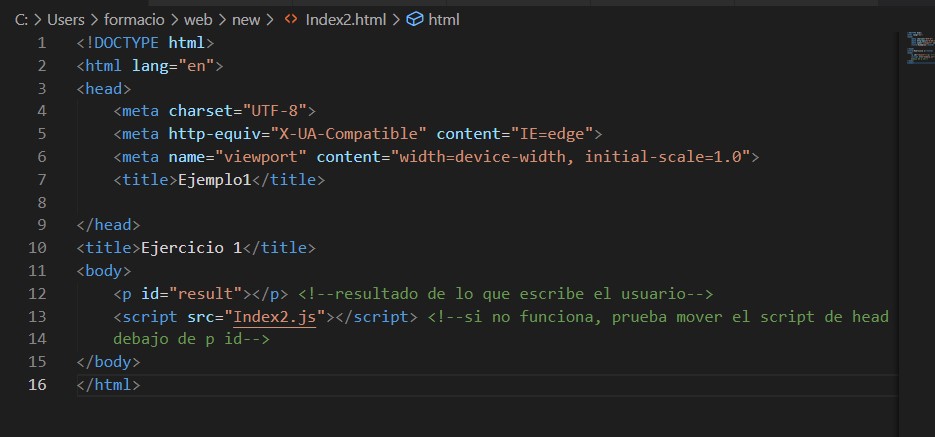 C: > Users > formacio > web > new > <> Index2.html > html
1 <!DOCTYPE html>
2 <html lang="en">
3 <head>
4 <meta charset="UTF-8">
5 <meta http-equiv="X-UA-Compatible" content="IE=edge">
6 <meta name="viewport" content="width=device-width, initial-scale=1.0">
7 <title>Ejemplo1</title>
8
9 </head>
10 <title>Ejercicio 1</title>
11 <body>
12 <p id="result"></p> <!--resultado de lo que escribe el usuario-->
13 <script src="Index2.js"></script> <!--si no funciona, prueba mover el script de head
14 debajo de p id-->
15 </body>
16 </html>